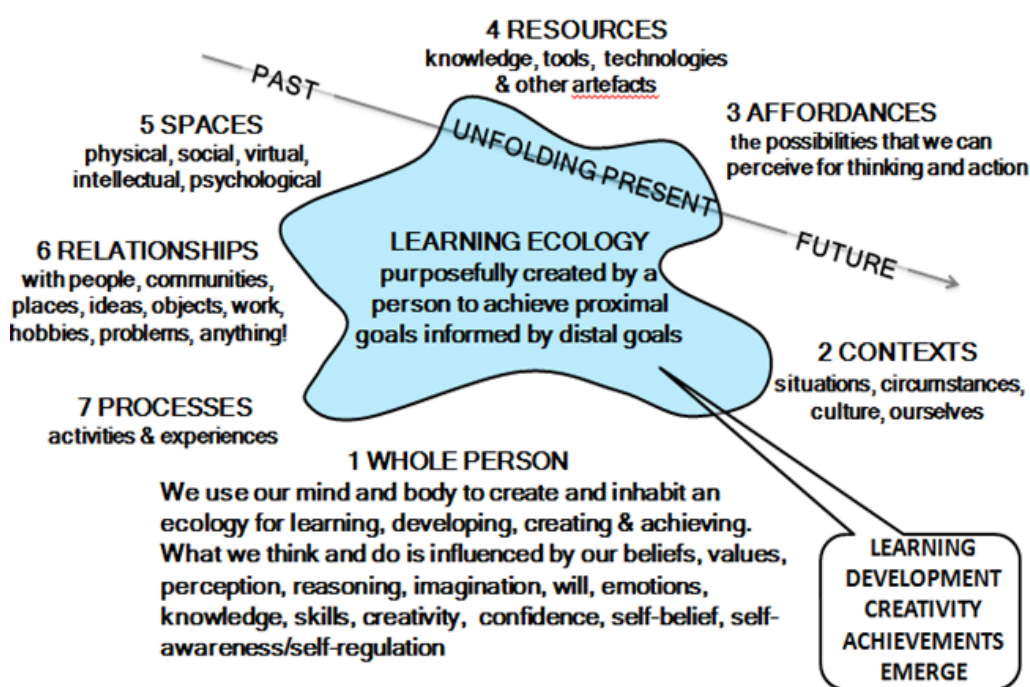 4 RESOURCES
knowledge, tools, technologies
& other artefacts
PAST
UNFOLDING PRESENT
FUTURE
3 AFFORDANCES
the possibilities that we can
perceive for thinking and action
5 SPACES
physical, social, virtual,
intellectual, psychological
LEARNING ECOLOGY
purposefully created by a
person to achieve proximal
goals informed by distal goals
6 RELATIONSHIPS
with people, communities,
places, ideas, objects, work,
hobbies, problems, anything!
2 CONTEXTS
situations, circumstances,
culture, ourselves
7 PROCESSES
activities & experiences
1 WHOLE PERSON
We use our mind and body to create and inhabit an
ecology for learning, developing, creating & achieving.
What we think and do is influenced by our beliefs, values,
perception, reasoning, imagination, will, emotions,
knowledge, skills, creativity, confidence, self-belief, self-
awareness/self-regulation
LEARNING
DEVELOPMENT
CREATIVITY
ACHIEVEMENTS
EMERGE